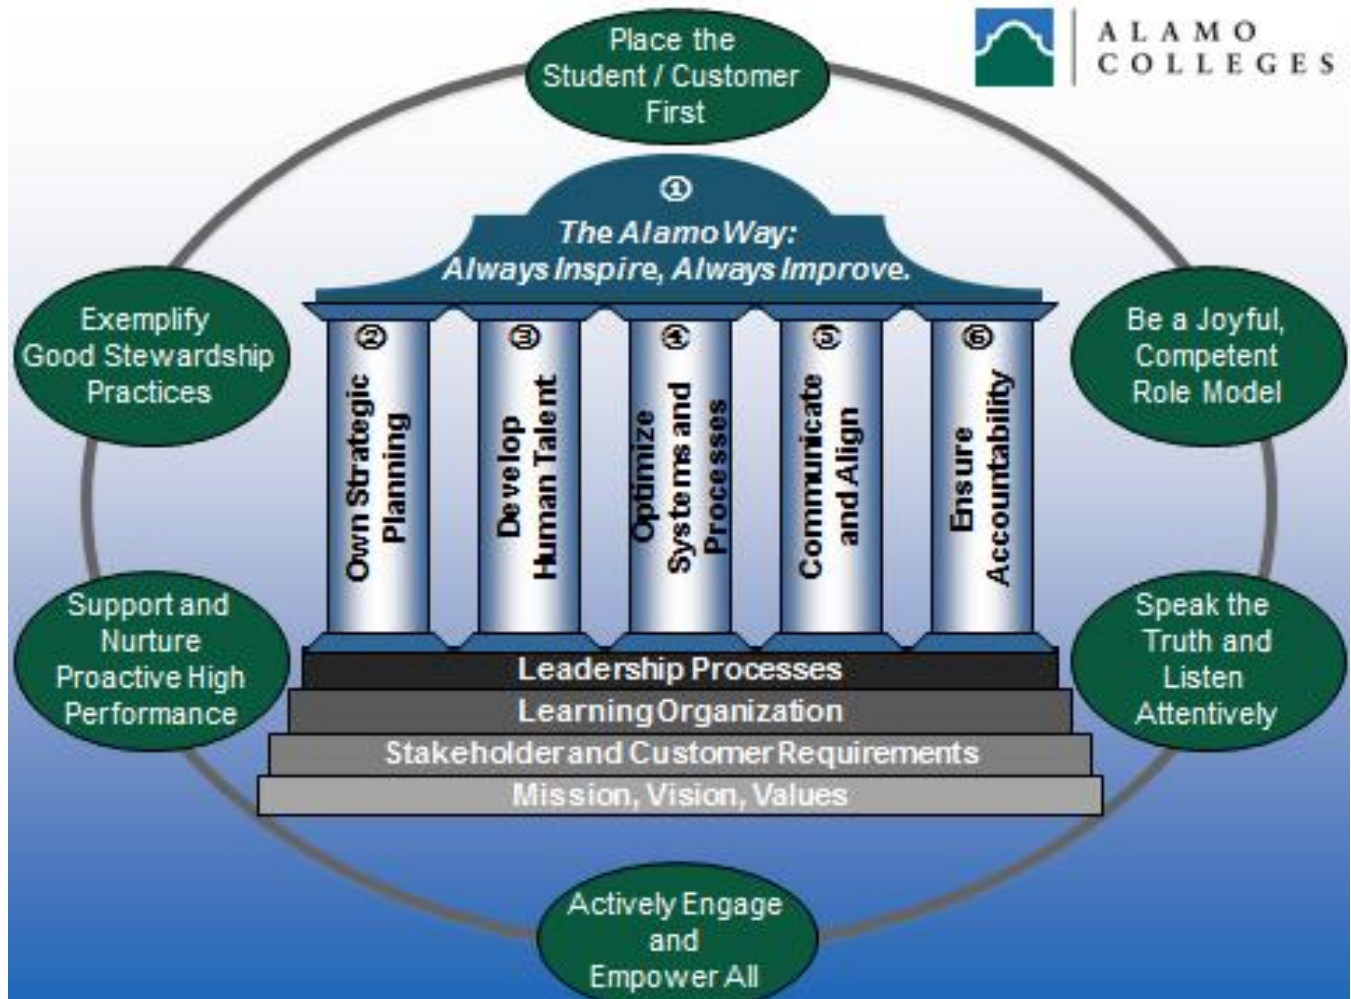 Place the
Student / Customer
First
ALAMO
COLLEGES
①
The Alamo Way:
Always Inspire, Always Improve.
Exemplify
Good Stewardship
Practices
Be a Joyful,
Competent
Role Model
②
Own Strategic
Planning
③
Develop
Human Talent
④
Optimize
Systems and
Processes
⑤
Communicate
and Align
⑥
Ensure
Accountability
Support and
Nurture
Proactive High
Performance
Speak the
Truth and
Listen
Attentively
Leadership Processes
Learning Organization
Stakeholder and Customer Requirements
Mission, Vision, Values
Actively Engage
and
Empower All